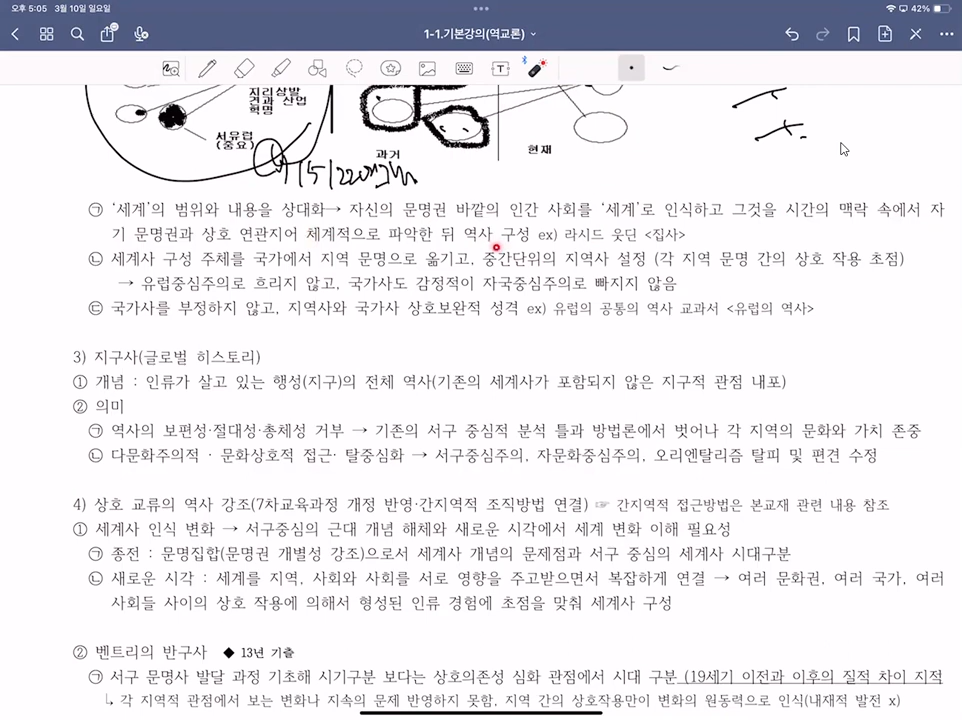 오후 5:05 3월 10일 일요일
42%
1-1.기본강의(역교론)
지리상발
견과 산업
혁명
서유럽
(중요)
과거
현재
㉠ ‘세계’의 범위와 내용을 상대화→ 자신의 문명권 바깥의 인간 사회를 ‘세계’로 인식하고 그것을 시간의 맥락 속에서 자
기 문명권과 상호 연관지어 체계적으로 파악한 뒤 역사 구성 ex) 라시드 웃딘 <집사>
㉡ 세계사 구성 주체를 국가에서 지역 문명으로 옮기고, 중간단위의 지역사 설정 (각 지역 문명 간의 상호 작용 초점)
→ 유럽중심주의로 흐리지 않고, 국가사도 감정적이 자국중심주의로 빠지지 않음
㉢ 국가사를 부정하지 않고, 지역사와 국가사 상호보완적 성격 ex) 유럽의 공통의 역사 교과서 <유럽의 역사>
3) 지구사(글로벌 히스토리)
① 개념 : 인류가 살고 있는 행성(지구)의 전체 역사(기존의 세계사가 포함되지 않은 지구적 관점 내포)
② 의미
㉠ 역사의 보편성·절대성·총체성 거부 → 기존의 서구 중심적 분석 틀과 방법론에서 벗어나 각 지역의 문화와 가치 존중
㉡ 다문화주의적 · 문화상호적 접근· 탈중심화 → 서구중심주의, 자문화중심주의, 오리엔탈리즘 탈피 및 편견 수정
4) 상호 교류의 역사 강조(7차교육과정 개정 반영·간지역적 조직방법 연결) ☞ 간지역적 접근방법은 본교재 관련 내용 참조
① 세계사 인식 변화 → 서구중심의 근대 개념 해체와 새로운 시각에서 세계 변화 이해 필요성
㉠ 종전 : 문명집합(문명권 개별성 강조)으로서 세계사 개념의 문제점과 서구 중심의 세계사 시대구분
㉡ 새로운 시각 : 세계를 지역, 사회와 사회를 서로 영향을 주고받으면서 복잡하게 연결 → 여러 문화권, 여러 국가, 여러
사회들 사이의 상호 작용에 의해서 형성된 인류 경험에 초점을 맞춰 세계사 구성
② 벤트리의 반구사 ◆ 13년 기출
㉠ 서구 문명사 발달 과정 기초해 시기구분 보다는 상호의존성 심화 관점에서 시대 구분(19세기 이전과 이후의 질적 차이 지적
↳ 각 지역적 관점에서 보는 변화나 지속의 문제 반영하지 못함, 지역 간의 상호작용만이 변화의 원동력으로 인식(내재적 발전 x)